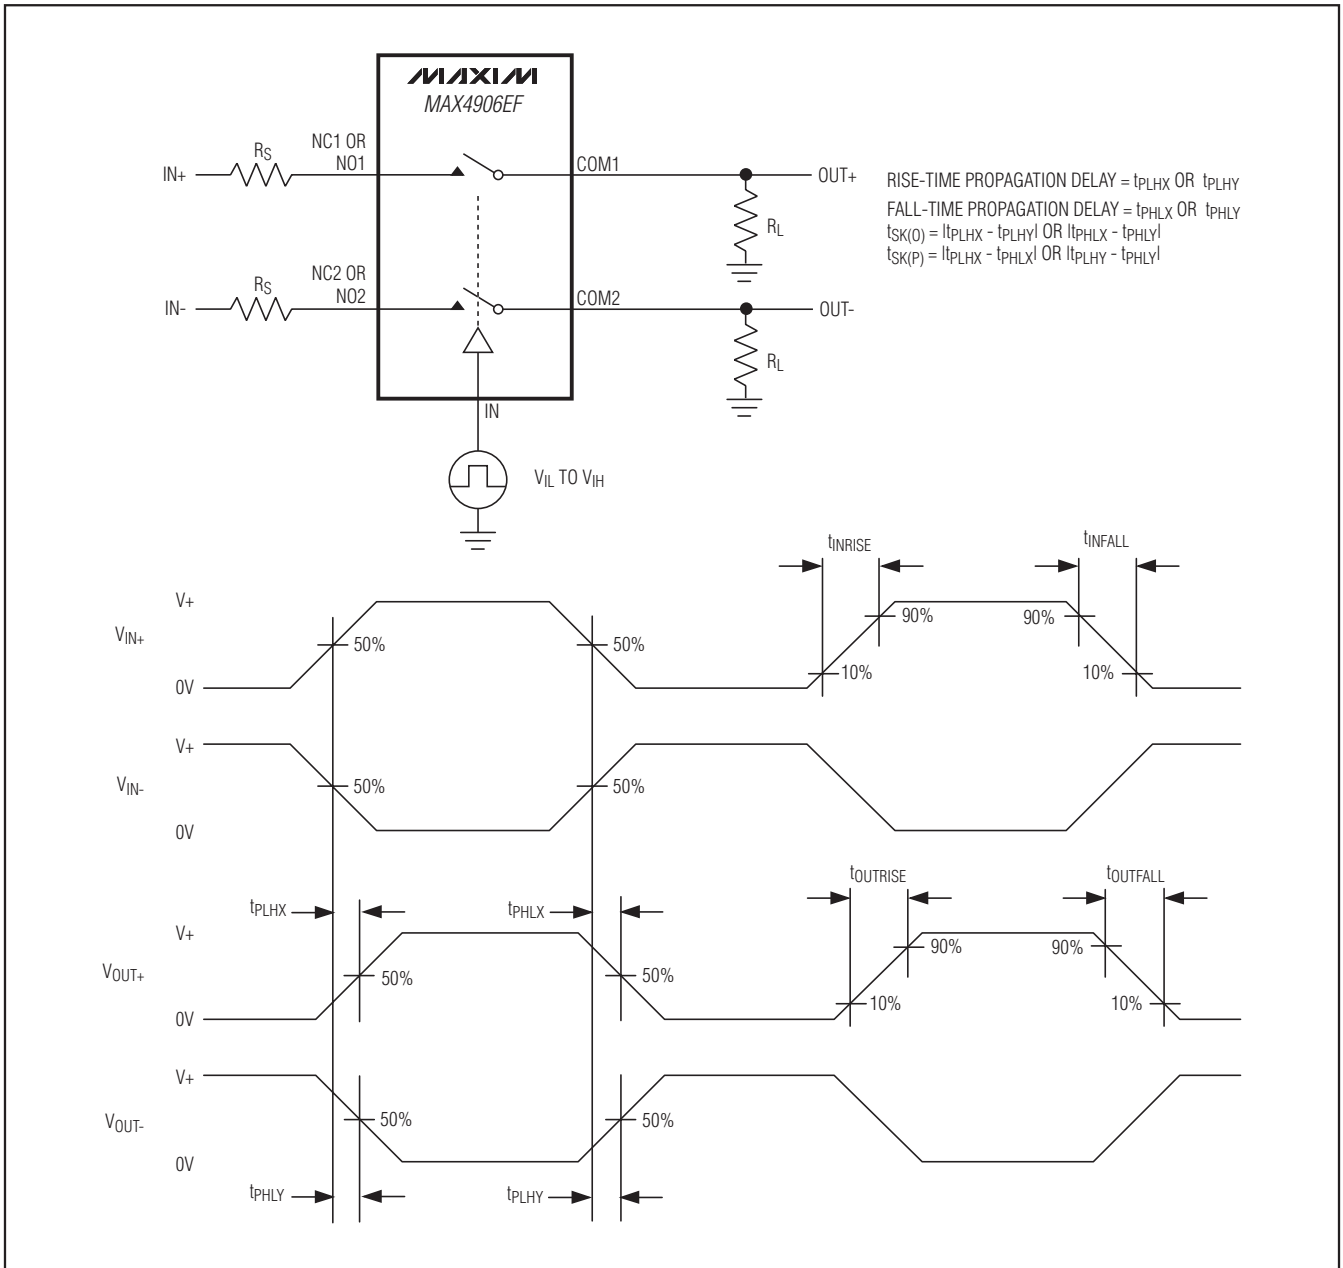 MAXIM
MAX4906EF
IN+
RS
NC1 OR
NO1
COM1
OUT+
RL
IN-
RS
NC2 OR
NO2
COM2
OUT-
RL
IN
VIL TO VIH
RISE-TIME PROPAGATION DELAY = tPLHX OR tPLHY
FALL-TIME PROPAGATION DELAY = tPHLX OR tPHLY
tSK(O) = |tPLHX - tPLHY| OR |tPHLX - tPHLY|
tSK(P) = |tPLHX - tPHLX| OR |tPLHY - tPHLY|
tINRISE
tINFALL
V+
VIN+
0V
50%
50%
90%
10%
90%
10%
V+
VIN-
0V
50%
50%
tPLHX
tPHLX
tOUTRISE
tOUTFALL
V+
VOUT+
0V
50%
50%
90%
10%
90%
10%
V+
VOUT-
0V
50%
50%
tPHLY
tPLHY